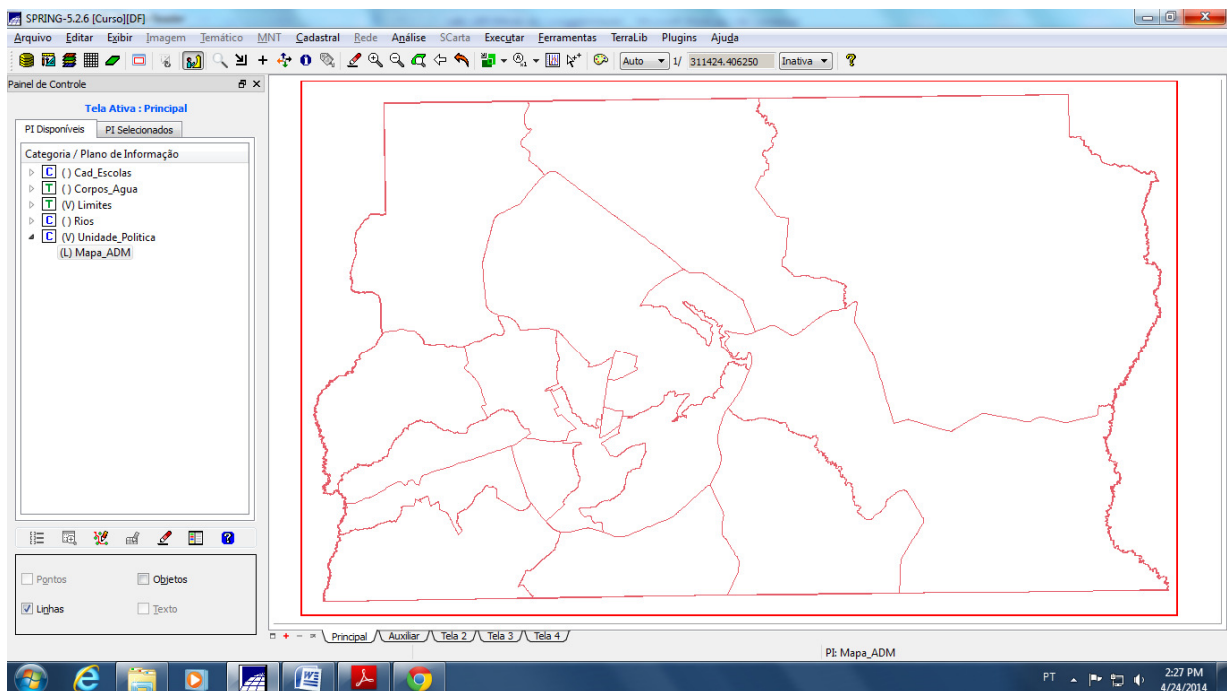 SPRING-5.2.6 [Curso][DF]
Arquivo Editar Exibir Imagem Temático MNT Cadastral Rede Análise SCarta Executar Ferramentas TerraLib Plugins Ajuda
Auto 1/ 311424.406250 Inativa
Painel de Controle
Tela Ativa : Principal
PI Disponíveis PI Selecionados
Categoria / Plano de Informação
C () Cad_Escolas
T () Corpos_Agua
T (V) Limites
C () Rios
C (V) Unidade_Politica
(L) Mapa_ADM
Pontos Objetos
Linhas Texto
Principal Auxiliar Tela 2 Tela 3 Tela 4
PI: Mapa_ADM
PT 2:27 PM
4/24/2014